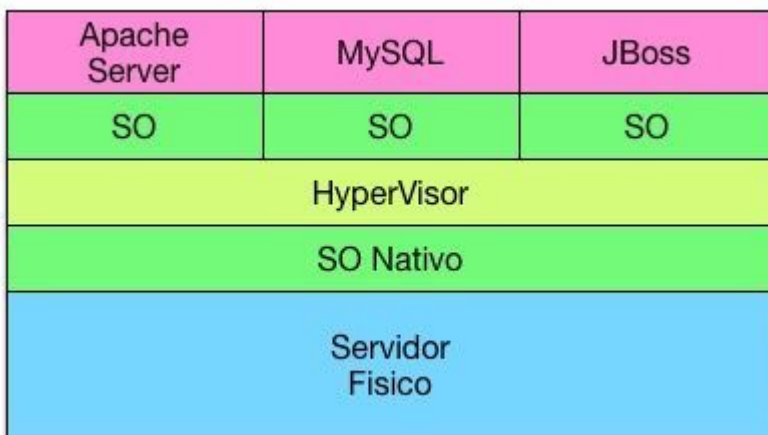 Apache
Server
MySQL
JBoss
SO
SO
SO
HyperVisor
SO Nativo
Servidor
Fisico